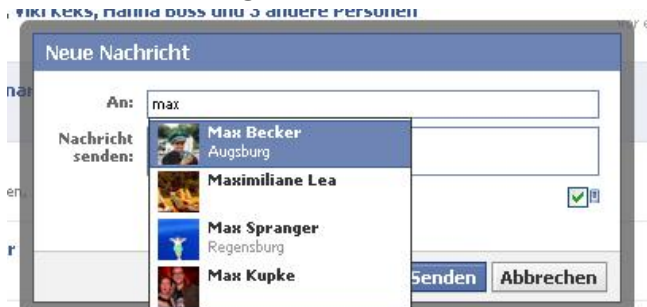 Viki Keks, Hanna Boss und 3 andere Personen
Neue Nachricht
An: max
Nachricht
senden:
Max Becker
Augsburg
Maximiliane Lea
Max Spranger
Regensburg
Max Kupke
Senden Abbrechen